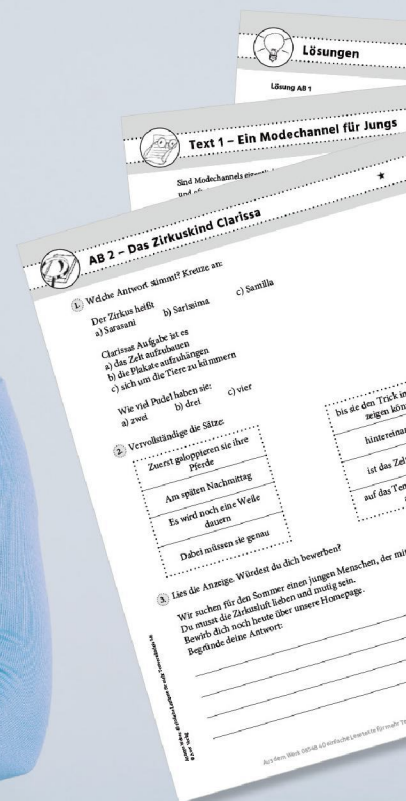 Lösungen
Lösung AB 1
Text 1 – Ein Modechannel für Jungs
Sind Modechannels
AB 2 – Das Zirkuskind Clarissa
1. Welche Antwort stimmt? Kreuze an:
Der Zirkus heißt
a) Sarasani b) Sarissima c) Samilla
Clarissas Aufgabe ist es
a) das Zelt aufzubauen
b) die Plakate aufzuhängen
c) sich um die Tiere zu kümmern
Wie viel Pudel haben sie:
a) zwei b) drei c) vier
2. Vervollständige die Sätze:
Zuerst galoppieren sie ihre
Pferde
Am späten Nachmittag
Es wird noch eine Weile
dauern
Dabei müssen sie genau
bis sie den Trick
zeigen
ist das
auf das
3. Lies die Anzeige. Würdest du dich bewerben?
Wir suchen für den Sommer einen jungen Menschen, der
Du musst die Zirkusluft lieben und mutig sein.
Bewirb dich noch heute über unsere Homepage.
Begründe deine Antwort: